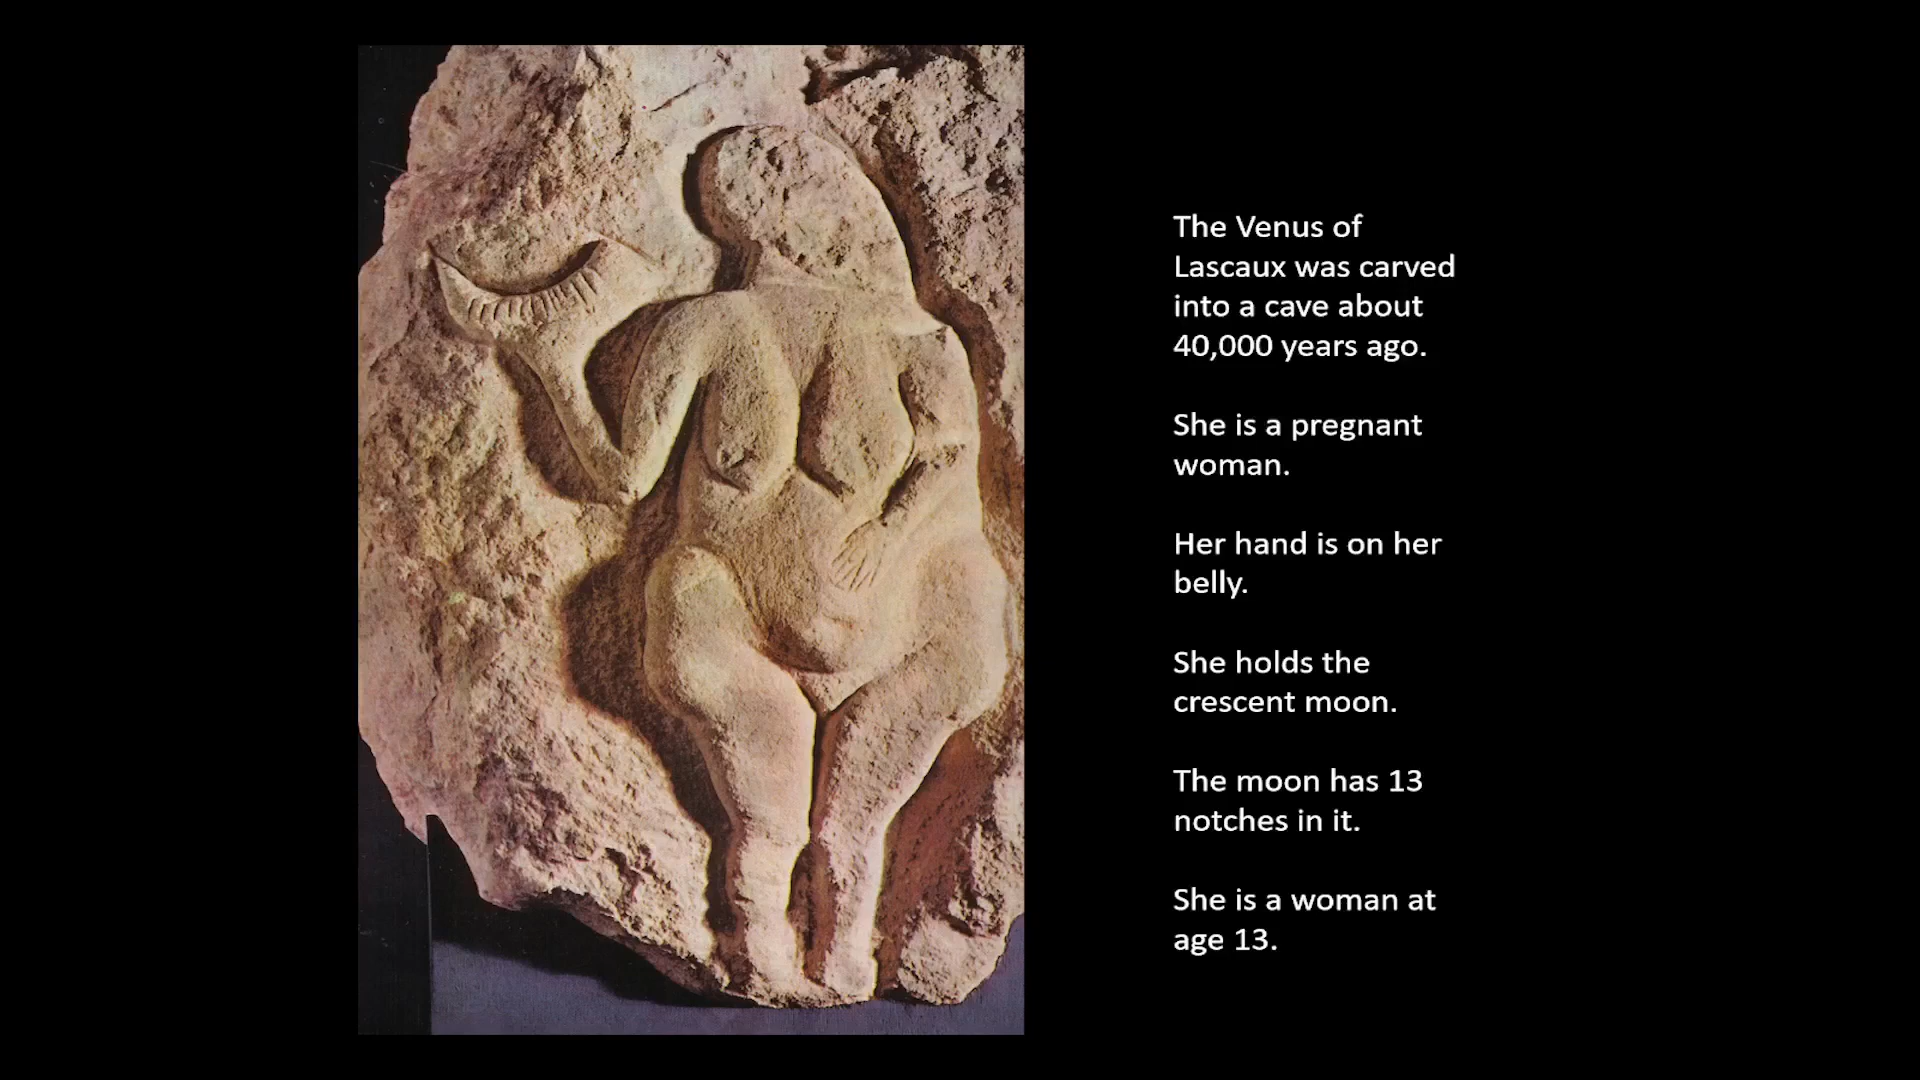 The Venus of
Lascaux was carved
into a cave about
40,000 years ago.
She is a pregnant
woman.
Her hand is on her
belly.
She holds the
crescent moon.
The moon has 13
notches in it.
She is a woman at
age 13.